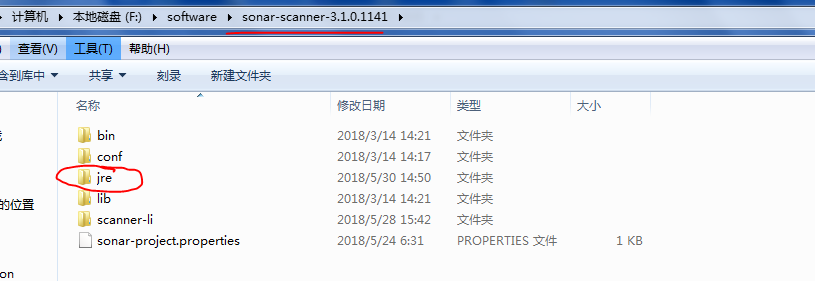 计算机 ▸ 本地磁盘 (F:) ▸ software ▸ sonar-scanner-3.1.0.1141 ▸
) 查看(V) 工具(T) 帮助(H)
含到库中 共享 刻录 新建文件夹
名称 修改日期 类型 大小
bin 2018/3/14 14:21 文件夹
conf 2018/3/14 14:17 文件夹
jre 2018/5/30 14:50 文件夹
lib 2018/3/14 14:21 文件夹
的位置
scanner-li 2018/5/28 15:42 文件夹
sonar-project.properties 2018/5/24 6:31 PROPERTIES 文件 1 KB
on